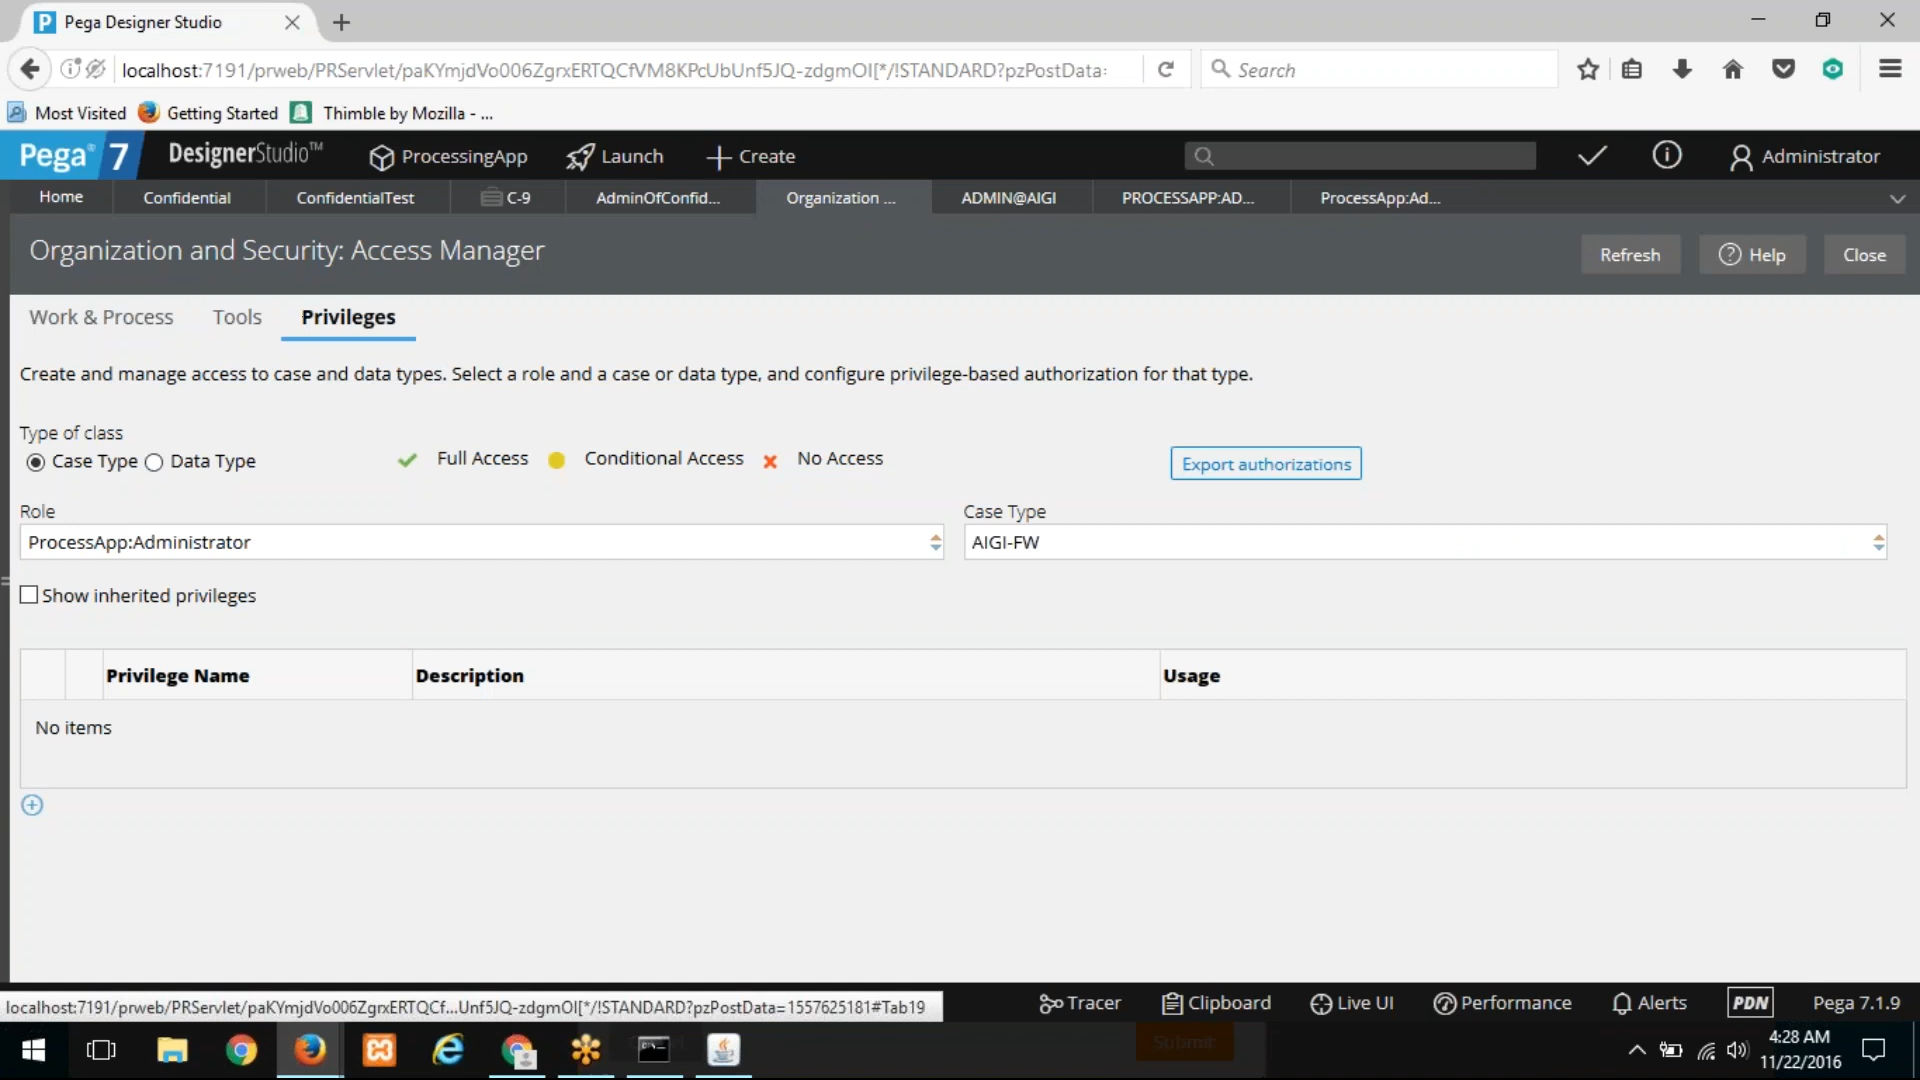 Pega Designer Studio
localhost:7191/prweb/PRServlet/paKYmjdVo006ZgrxERTQCfVM8KPcUbUnf5JQ-zdgmOI[*/!STANDARD?pzPostData:
Search
Most Visited
Getting Started
Thimble by Mozilla - ...
Pega® 7
DesignerStudio™
ProcessingApp
Launch
Create
Administrator
Home
Confidential
ConfidentialTest
C-9
AdminOfConfid...
Organization ...
ADMIN@AIGI
PROCESSAPP:AD...
ProcessApp:Ad...
Organization and Security: Access Manager
Refresh
Help
Close
Work & Process
Tools
Privileges
Create and manage access to case and data types. Select a role and a case or data type, and configure privilege-based authorization for that type.
Type of class
Case Type
Data Type
Full Access
Conditional Access
No Access
Export authorizations
Role
Case Type
ProcessApp:Administrator
AIGI-FW
Show inherited privileges
Privilege Name
Description
Usage
No items
localhost:7191/prweb/PRServlet/paKYmjdVo006ZgrxERTQCf...Unf5JQ-zdgmOI[*/!STANDARD?pzPostData=1557625181#Tab19
Tracer
Clipboard
Live UI
Performance
Alerts
PDN
Pega 7.1.9
Submit
4:28 AM
11/22/2016